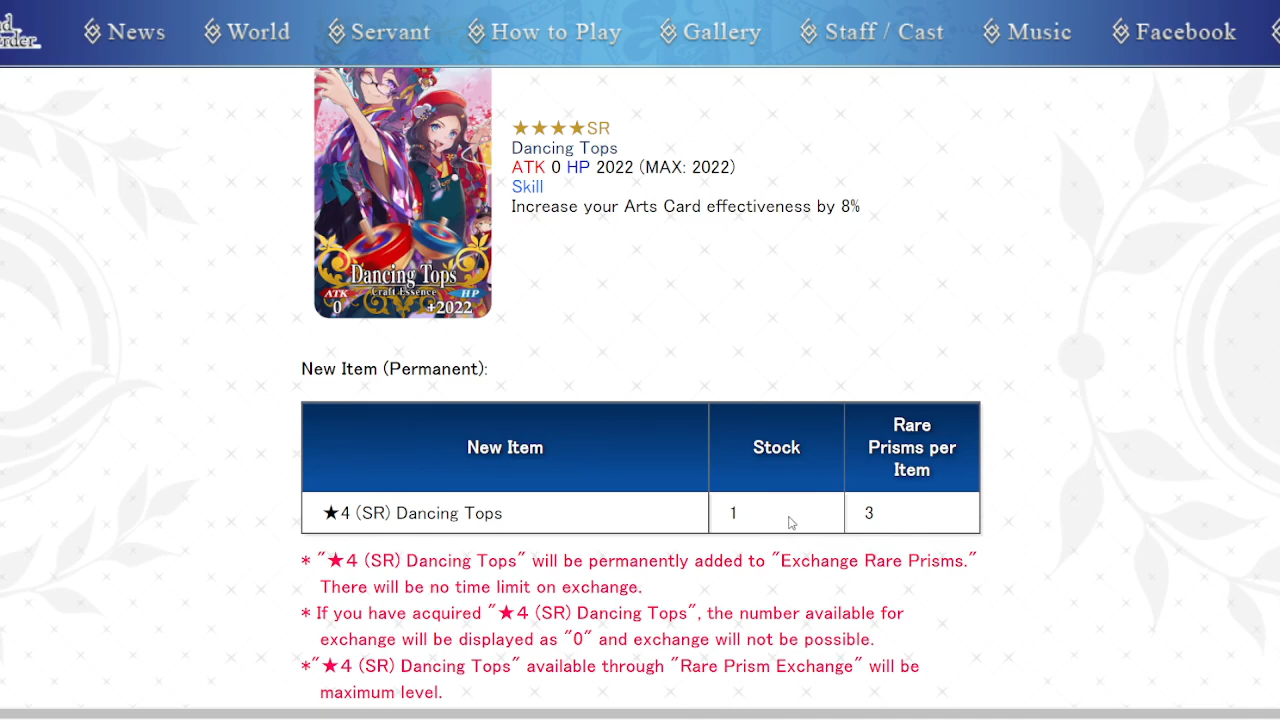 News
World
Servant
How to Play
Gallery
Staff / Cast
Music
Facebook
★★★★SR
Dancing Tops
ATK 0 HP 2022 (MAX: 2022)
Skill
Increase your Arts Card effectiveness by 8%
Dancing Tops
Craft Essence
ATK HP
0 +2022
New Item (Permanent):
New Item Stock Rare Prisms per Item
★4 (SR) Dancing Tops 1 3
* "★4 (SR) Dancing Tops" will be permanently added to "Exchange Rare Prisms."
There will be no time limit on exchange.
* If you have acquired "★4 (SR) Dancing Tops", the number available for
exchange will be displayed as "0" and exchange will not be possible.
*"★4 (SR) Dancing Tops" available through "Rare Prism Exchange" will be
maximum level.